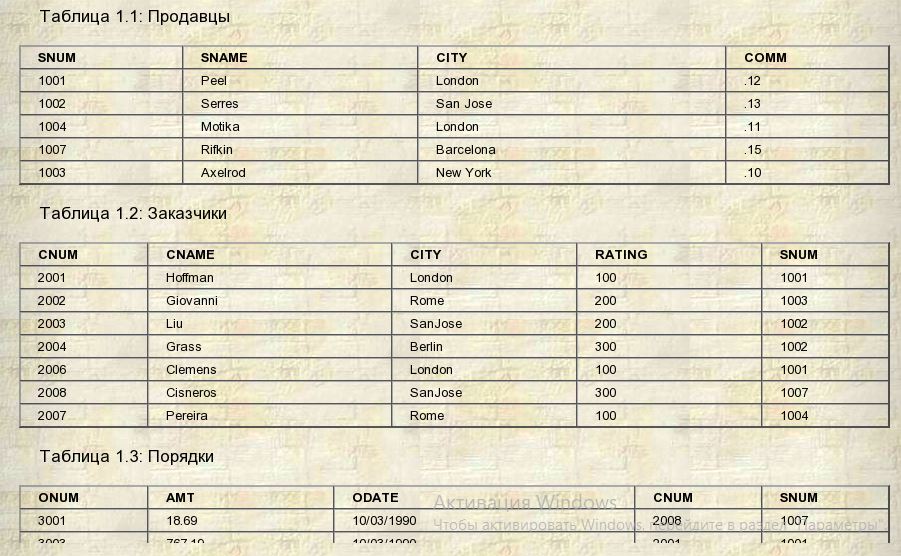 Таблица 1.1: Продавцы
SNUM SNAME CITY COMM
1001 Peel London .12
1002 Serres San Jose .13
1004 Motika London .11
1007 Rifkin Barcelona .15
1003 Axelrod New York .10
Таблица 1.2: Заказчики
CNUM CNAME CITY RATING SNUM
2001 Hoffman London 100 1001
2002 Giovanni Rome 200 1003
2003 Liu SanJose 200 1002
2004 Grass Berlin 300 1002
2006 Clemens London 100 1001
2008 Cisneros SanJose 300 1007
2007 Pereira Rome 100 1004
Таблица 1.3: Порядки
ONUM AMT ODATE CNUM SNUM
Активация Windows
3001 18.69 10/03/1990 2008 1007
Чтобы активировать Windows, перейдите в раздел "Параметры".
3003 767.19 10/03/1990 2001 1001